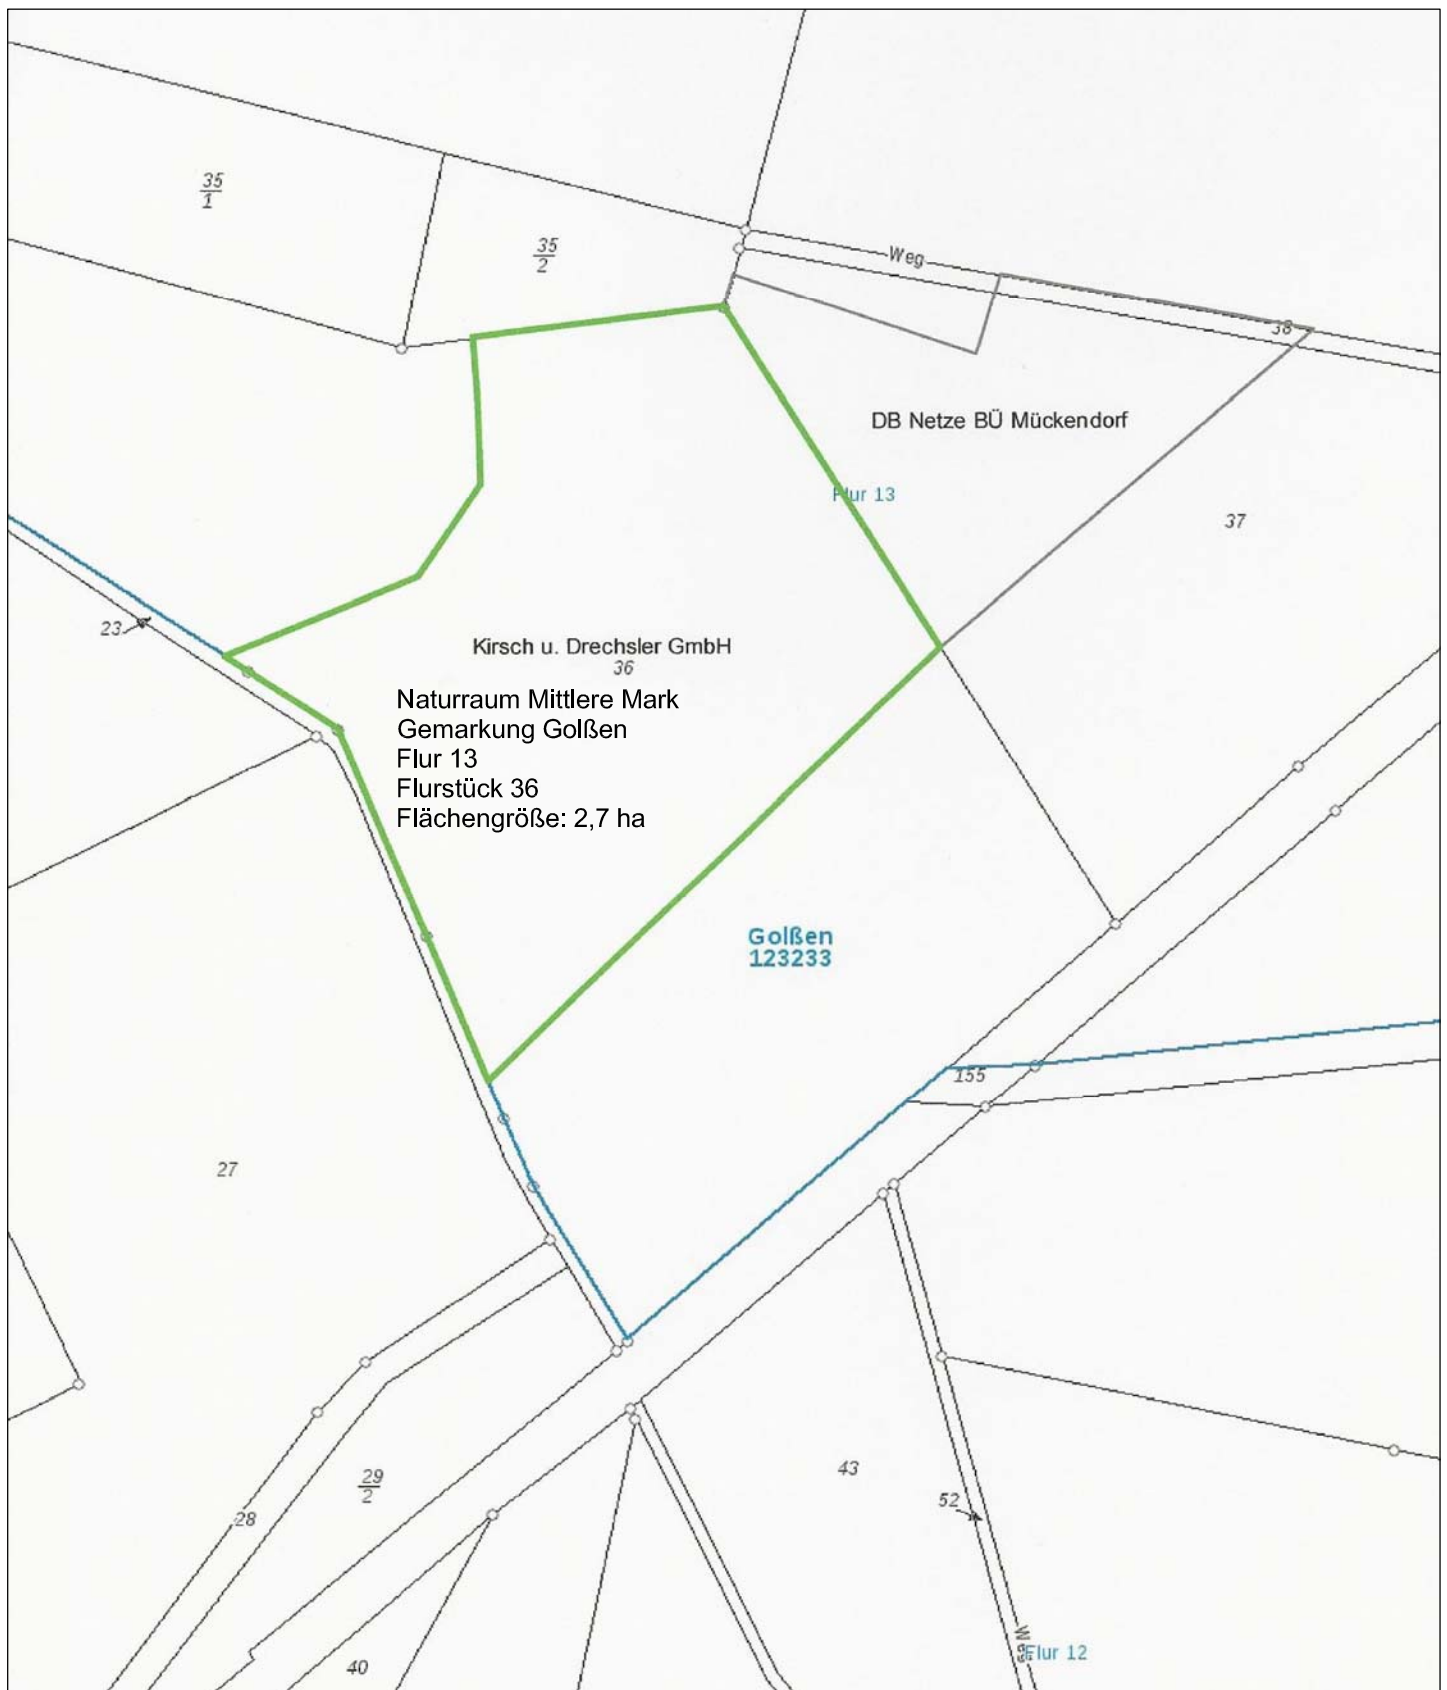 35
1
35
2
Weg
38
DB Netze BÜ Mückendorf
Flur 13
37
23
Kirsch u. Drechsler GmbH
36
Naturraum Mittlere Mark
Gemarkung Golßen
Flur 13
Flurstück 36
Flächengröße: 2,7 ha
Golßen
123233
155
27
43
29
2
52
28
Weg
Flur 12
40